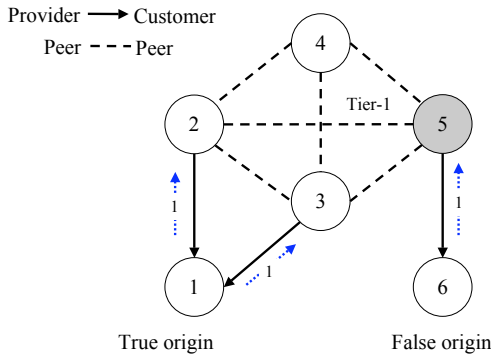 Provider Customer
Peer Peer
4
Tier-1
2
5
3
1
1
1
1
6
True origin
False origin